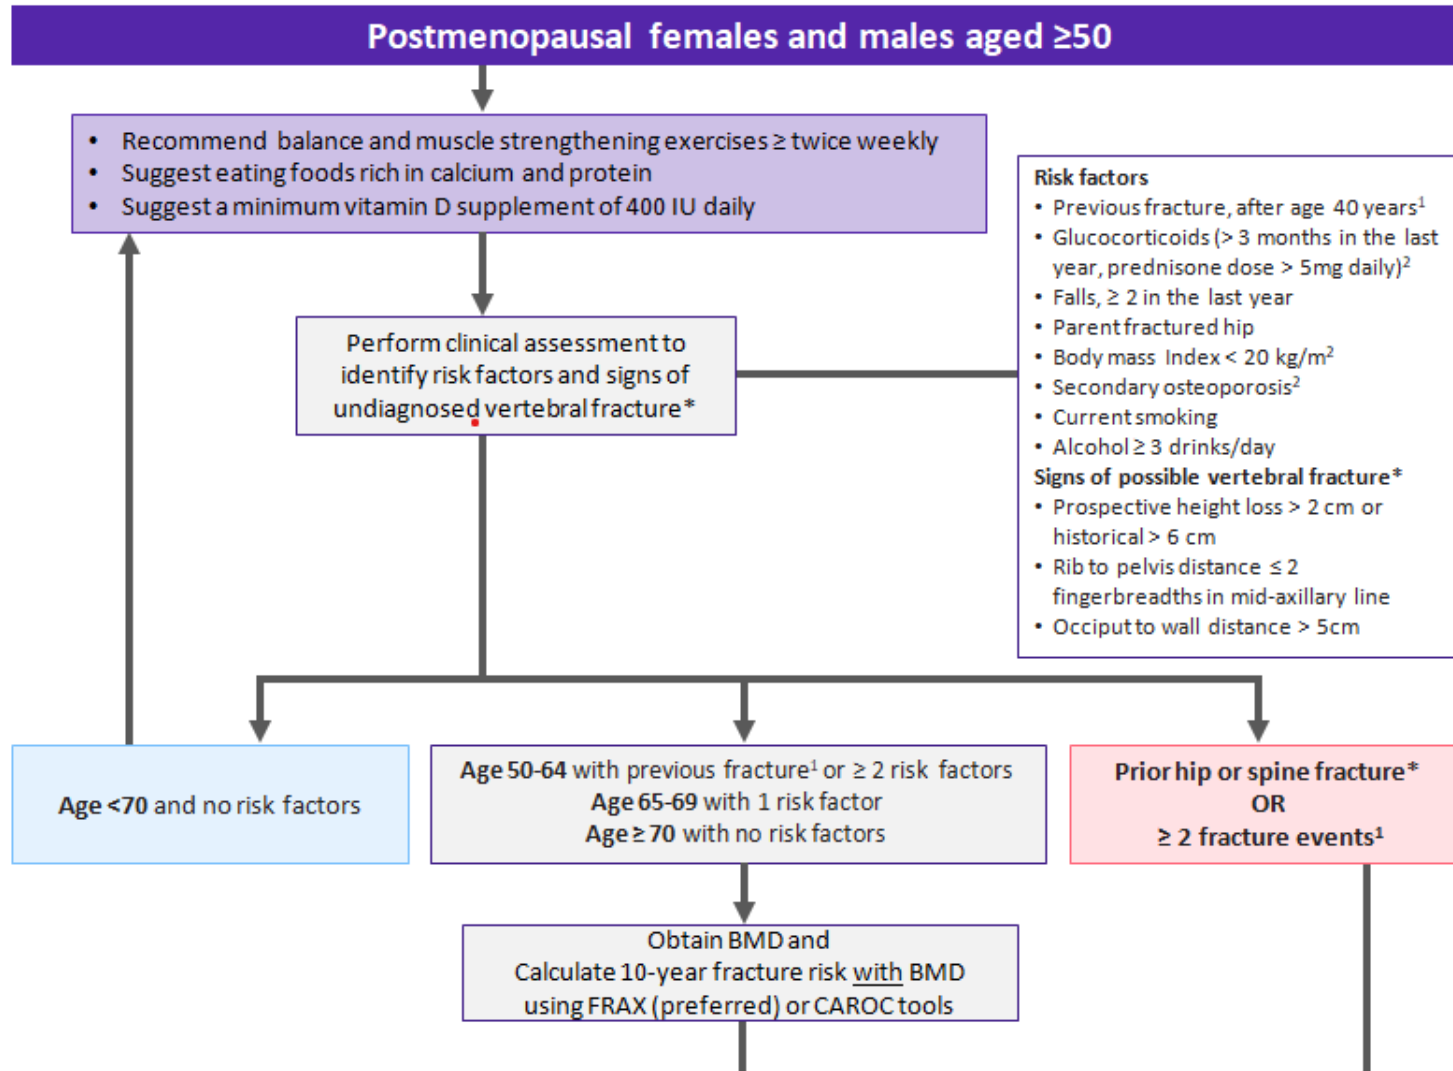 Postmenopausal females and males aged ≥50
• Recommend balance and muscle strengthening exercises ≥ twice weekly
• Suggest eating foods rich in calcium and protein
• Suggest a minimum vitamin D supplement of 400 IU daily
Perform clinical assessment to
identify risk factors and signs of
undiagnosed vertebral fracture*
Risk factors
• Previous fracture, after age 40 years¹
• Glucocorticoids (> 3 months in the last
year, prednisone dose > 5mg daily)²
• Falls, ≥ 2 in the last year
• Parent fractured hip
• Body mass Index < 20 kg/m²
• Secondary osteoporosis²
• Current smoking
• Alcohol ≥ 3 drinks/day
Signs of possible vertebral fracture*
• Prospective height loss > 2 cm or
historical > 6 cm
• Rib to pelvis distance ≤ 2
fingerbreadths in mid-axillary line
• Occiput to wall distance > 5cm
Age <70 and no risk factors
Age 50-64 with previous fracture¹ or ≥ 2 risk factors
Age 65-69 with 1 risk factor
Age ≥ 70 with no risk factors
Prior hip or spine fracture*
OR
≥ 2 fracture events¹
Obtain BMD and
Calculate 10-year fracture risk with BMD
using FRAX (preferred) or CAROC tools